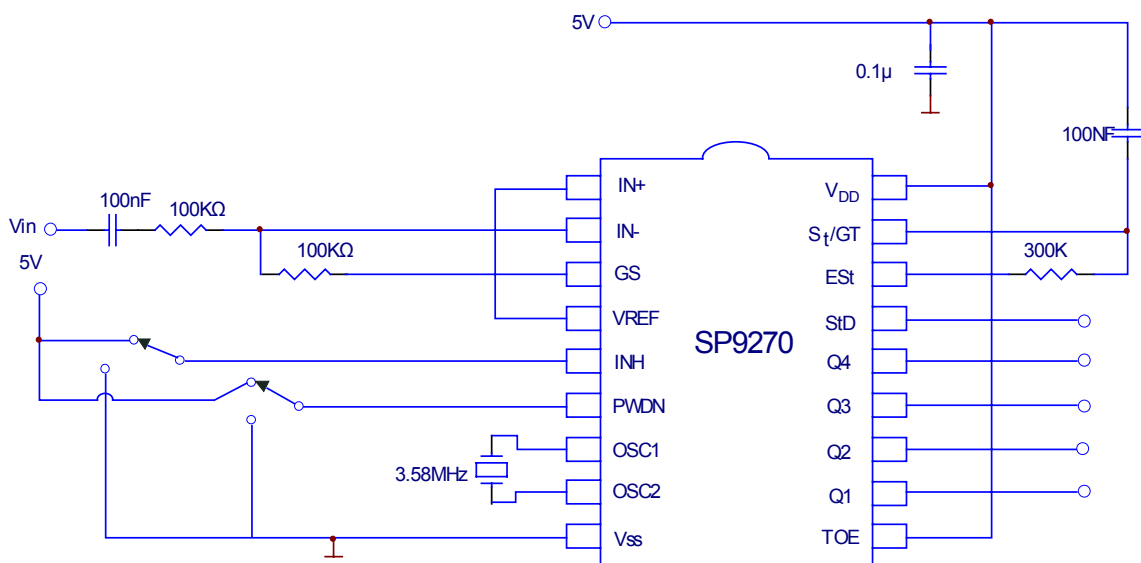 5V
0.1µ
100NF
100nF
100KΩ
Vin
100KΩ
5V
300K
3.58MHz
SP9270
IN+
IN-
GS
VREF
INH
PWDN
OSC1
OSC2
Vss
VDD
St/GT
ESt
StD
Q4
Q3
Q2
Q1
TOE